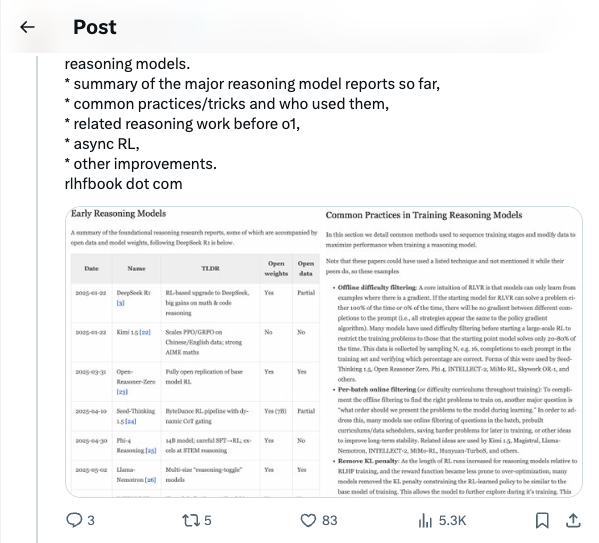 Post
reasoning models.
* summary of the major reasoning model reports so far,
* common practices/tricks and who used them,
* related reasoning work before o1,
* async RL,
* other improvements.
rlhfbook dot com
Early Reasoning Models
A summary of the foundational reasoning research reports, some of which are accompanied by
open data and model weights, following DeepSeek R1 is below.
Date Name TLDR Open weights Open data
2025-01-22 DeepSeek R1 [3] RL-based upgrade to DeepSeek, big gains on math & code reasoning Yes Partial
2025-01-22 Kimi 1.5 [22] Scales PPO/GRPO on Chinese/English data; strong AIME maths No No
2025-03-31 Open-Reasoner-Zero [23] Fully open replication of base model RL Yes Yes
2025-04-10 Seed-Thinking 1.5 [24] ByteDance RL pipeline with dynamic CoT gating Yes (7B) Partial
2025-04-30 Phi-4 Reasoning [25] 14B model; careful SFT→RL; excels at STEM reasoning Yes No
2025-05-02 Llama-Nemotron [26] Multi-size "reasoning-toggle" models Yes Yes
Common Practices in Training Reasoning Models
In this section we detail common methods used to sequence training stages and modify data to
maximize performance when training a reasoning model.
Note that these papers could have used a listed technique and not mentioned it while their
peers do, so these examples
• Offline difficulty filtering: A core intuition of RLVR is that models can only learn from
examples where there is a gradient. If the starting model for RLVR can solve a problem ei-
ther 100% of the time or 0% of the time, there will be no gradient between different com-
pletions to the prompt (i.e., all strategies appear the same to the policy gradient
algorithm). Many models have used difficulty filtering before starting a large-scale RL to
restrict the training problems to those that the starting point model solves only 20-80% of
the time. This data is collected by sampling N, e.g. 16, completions to each prompt in the
training set and verifying which percentage are correct. Forms of this were used by Seed-
Thinking 1.5, Open Reasoner Zero, Phi 4, INTELLECT-2, MiMo RL, Skywork OR-1, and
others.
• Per-batch online filtering (or difficulty curriculums throughout training): To compli-
ment the offline filtering to find the right problems to train on, another major question is
"what order should we present the problems to the model during learning." In order to ad-
dress this, many models use online filtering of questions in the batch, prebuilt
curriculums/data schedulers, saving harder problems for later in training, or other ideas
to improve long-term stability. Related ideas are used by Kimi 1.5, Magistral, Llama-
Nemotron, INTELLECT-2, MiMo-RL, Hunyuan-TurboS, and others.
• Remove KL penalty: As the length of RL runs increased for reasoning models relative to
RLHF training, and the reward function became less prone to over-optimization, many
models removed the KL penalty constraining the RL-learned policy to be similar to the
base model of training. This allows the model to further explore during it's training. This
3 5 83 5.3K